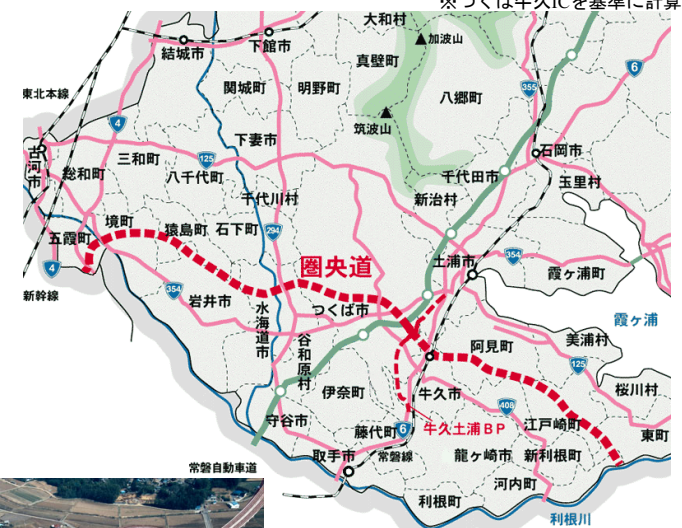 ※つくば牛久ICを基準に計算
大和村
加波山
下館市
結城市
真壁町
関城町
明野町
6
355
東北本線
八郷町
4
筑波山
下妻市
石岡市
古河市
三和町
125
総和町
八千代町
千代田市
玉里村
千代川村
新治村
境町
猿島町
石下町
294
五霞町
354
土浦市
圏央道
4
霞ヶ浦町
新幹線
354
岩井市
水海道市
つくば市
霞ヶ浦
谷和原村
阿見町
美浦村
125
伊奈町
牛久市
桜川村
408
守谷市
江戸崎町
藤代町
6
牛久土浦BP
東町
常磐自動車道
取手市
常磐線
龍ヶ崎市
新利根町
河内町
利根町
利根川